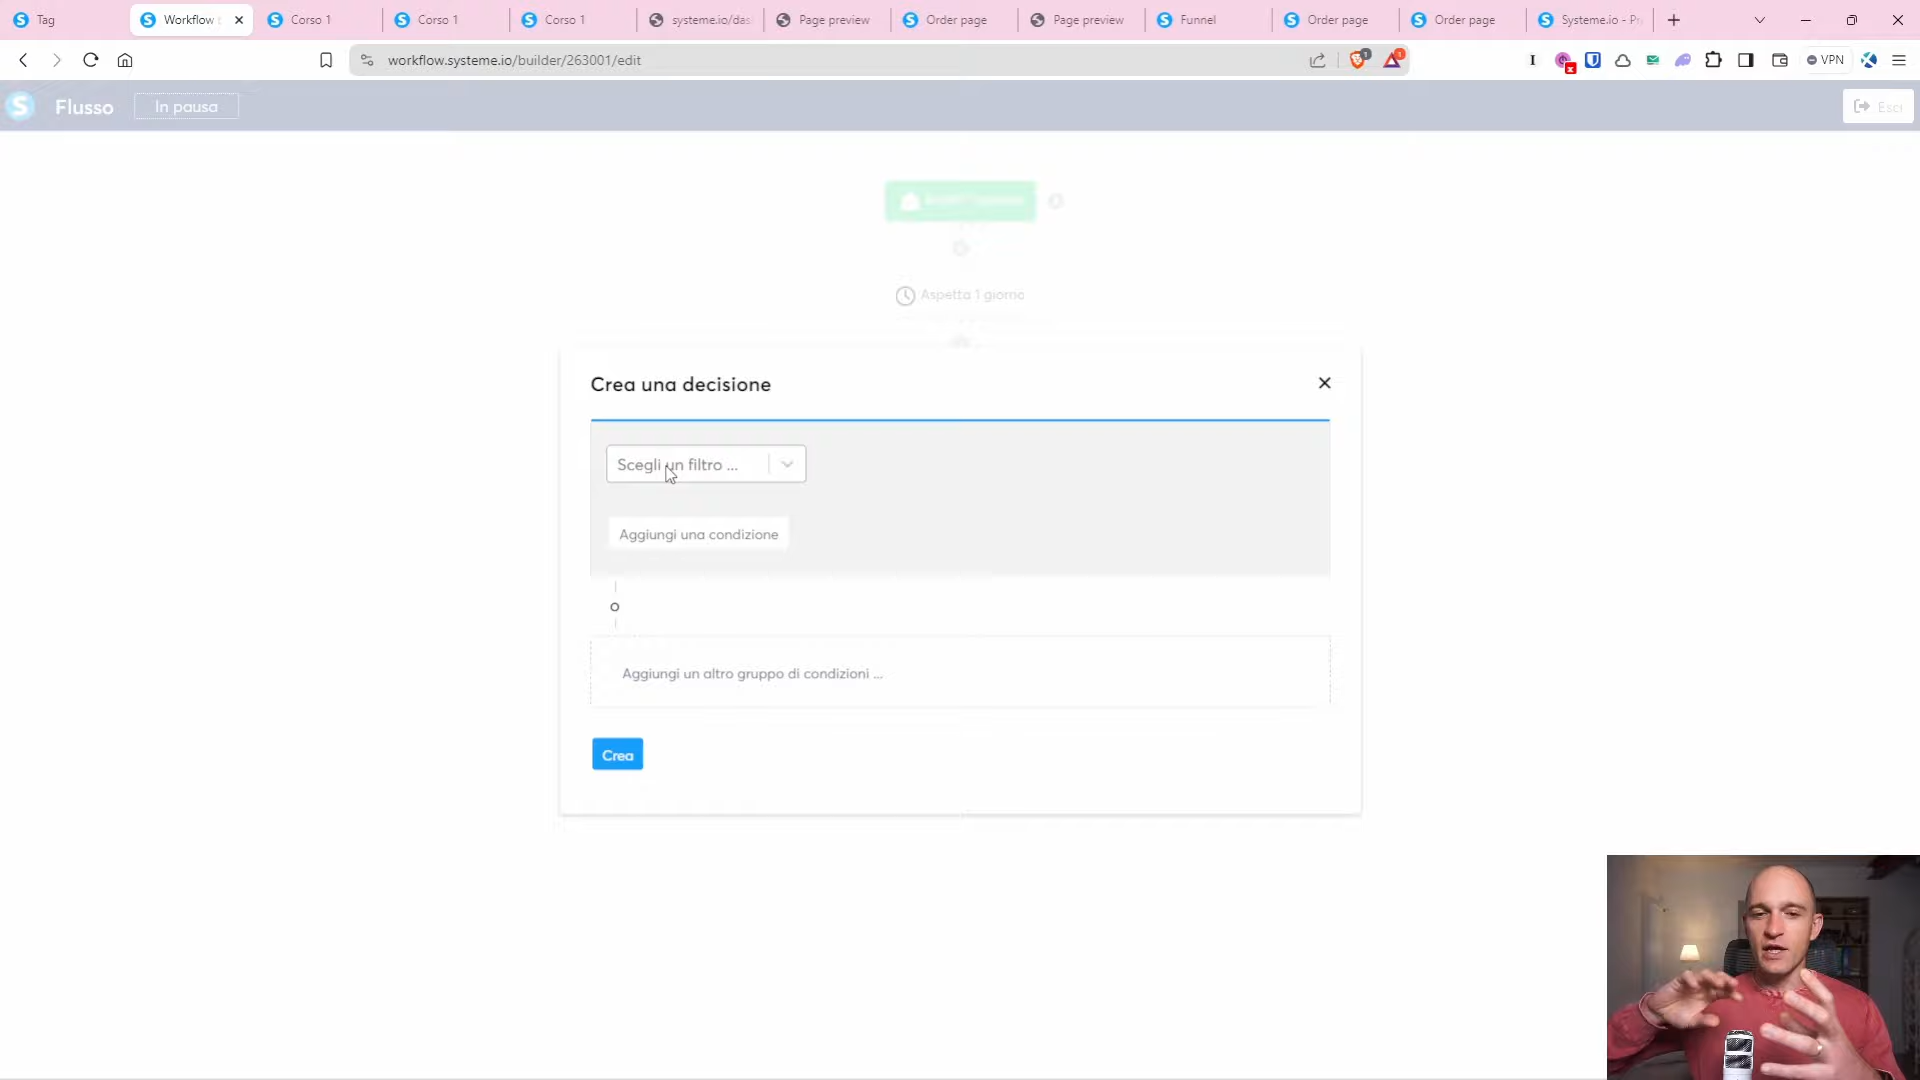 Tag
Workflow
Corso 1
Corso 1
Corso 1
systeme.io/das
Page preview
Order page
Page preview
Funnel
Order page
Order page
Systeme.io - Pr
workflow.systeme.io/builder/263001/edit
1
1
VPN
Flusso
In pausa
Esci
Aspetta 1 giorno
Crea una decisione
Scegli un filtro ...
Aggiungi una condizione
o
Aggiungi un altro gruppo di condizioni ...
Crea